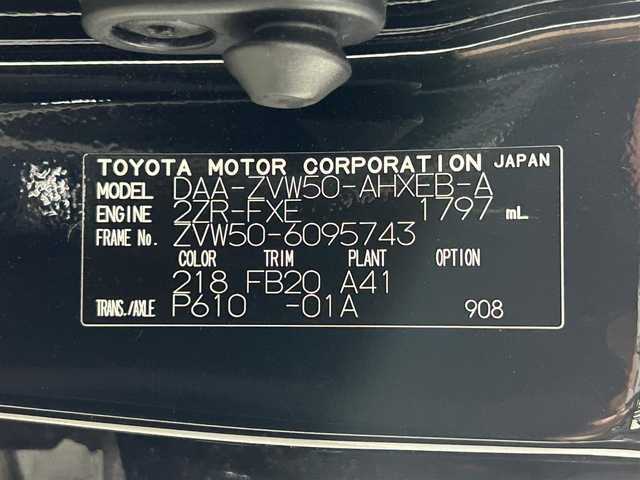 TOYOTA MOTOR CORPORATION JAPAN
MODEL DAA-ZVW50-AHXEB-A
ENGINE 2ZR-FXE 1797 mL
FRAME No. ZVW50-6095743
COLOR TRIM PLANT OPTION
218 FB20 A41
TRANS./AXLE P610 -01A 908